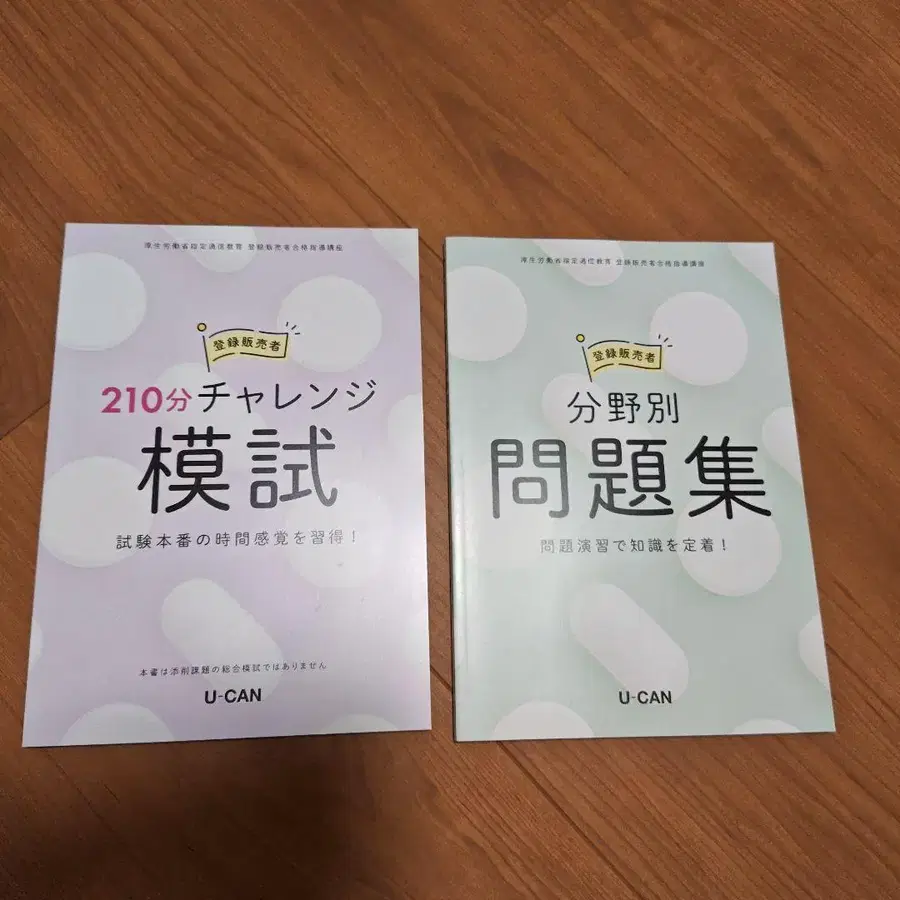 厚生労働省指定通信教育 登録販売者合格指導講座
登録販売者
210分チャレンジ
模試
試験本番の時間感覚を習得！
本書は添削課題の総合模試ではありません
U-CAN
厚生労働省指定通信教育 登録販売者合格指導講座
登録販売者
分野別
問題集
問題演習で知識を定着！
U-CAN